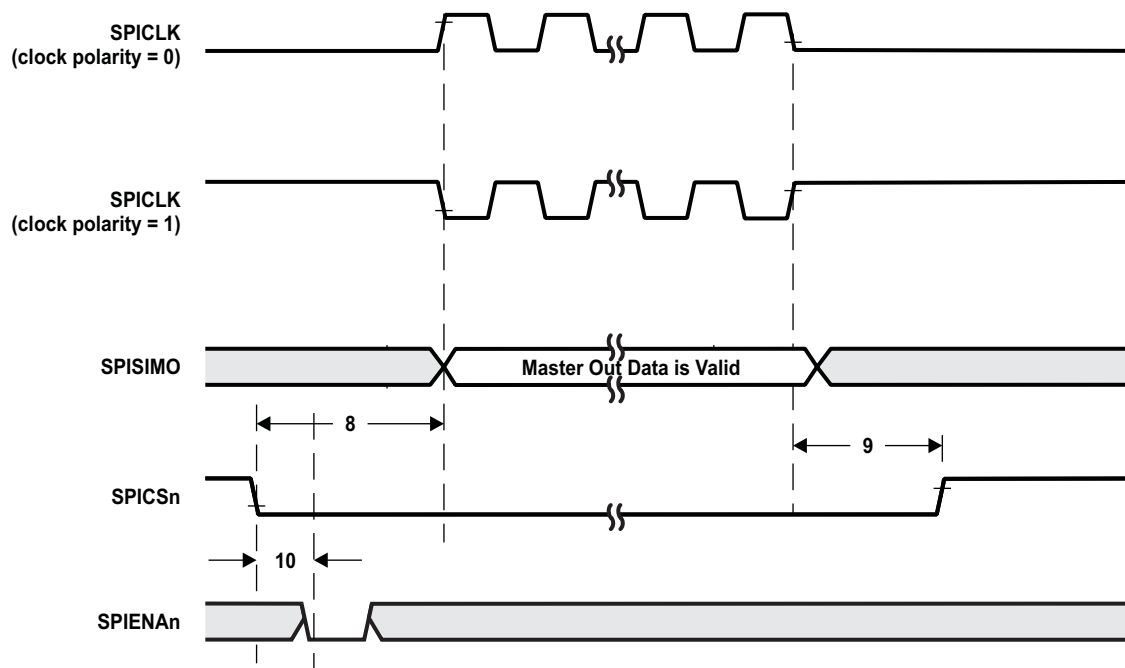 SPICLK
(clock polarity = 0)
SPICLK
(clock polarity = 1)
SPISIMO
Master Out Data is Valid
8
9
SPICSn
10
SPIENAn